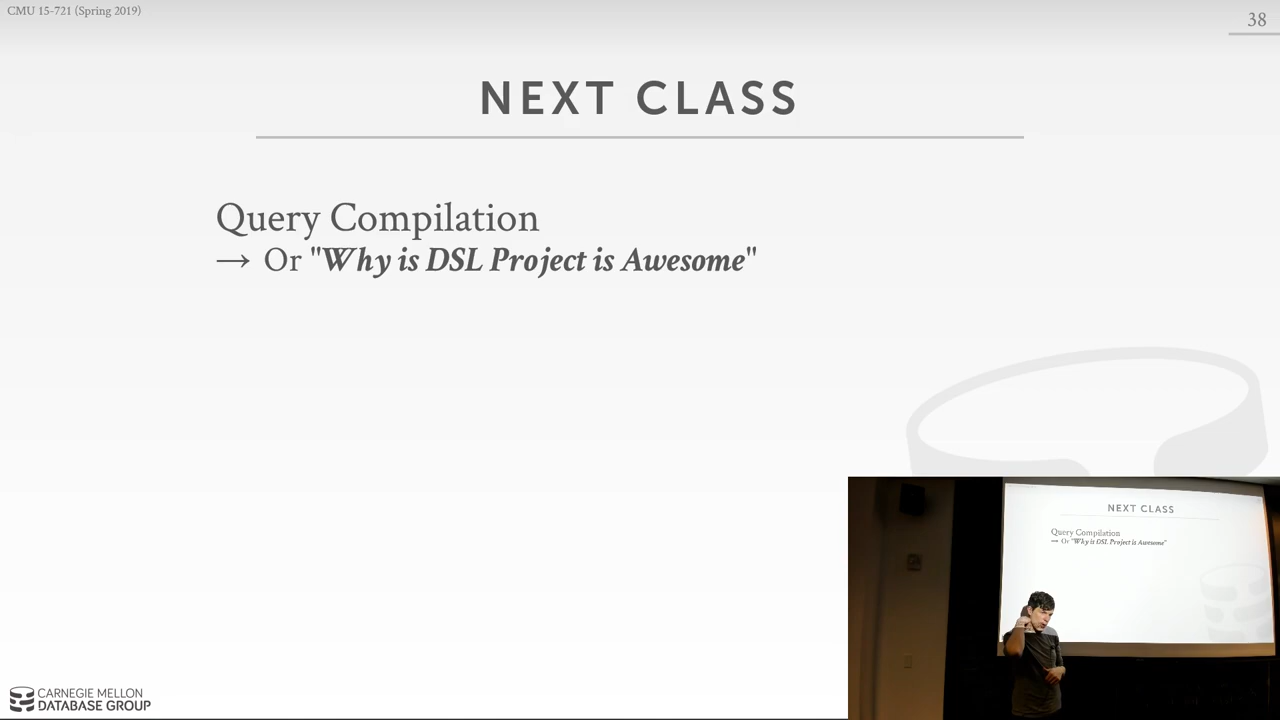 CMU 15-721 (Spring 2019)
38
NEXT CLASS
Query Compilation
→ Or "Why is DSL Project is Awesome"
NEXT CLASS
Query Compilation
→ Or "Why is DSL Project is Awesome"
CARNEGIE MELLON
DATABASE GROUP